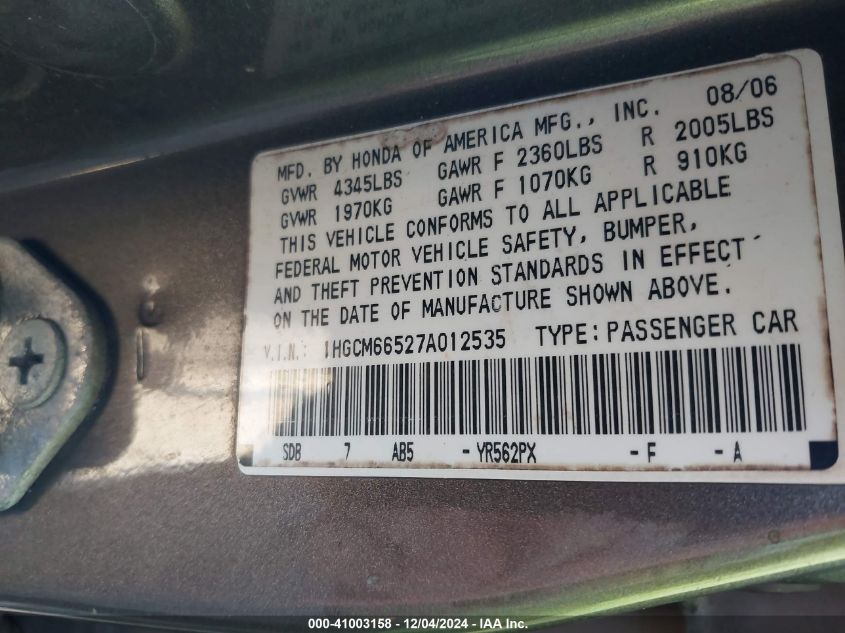 08/06
MFD. BY HONDA OF AMERICA MFG., INC.
GVWR 4345LBS GAWR F 2360LBS R 2005LBS
GVWR 1970KG GAWR F 1070KG R 910KG
THIS VEHICLE CONFORMS TO ALL APPLICABLE
FEDERAL MOTOR VEHICLE SAFETY, BUMPER,
AND THEFT PREVENTION STANDARDS IN EFFECT
ON THE DATE OF MANUFACTURE SHOWN ABOVE.
V.I.N.: 1HGCM66527A012535 TYPE: PASSENGER CAR
SDB 7 AB5 -YR562PX -F -A
000-41003158 - 12/04/2024 - IAA Inc.